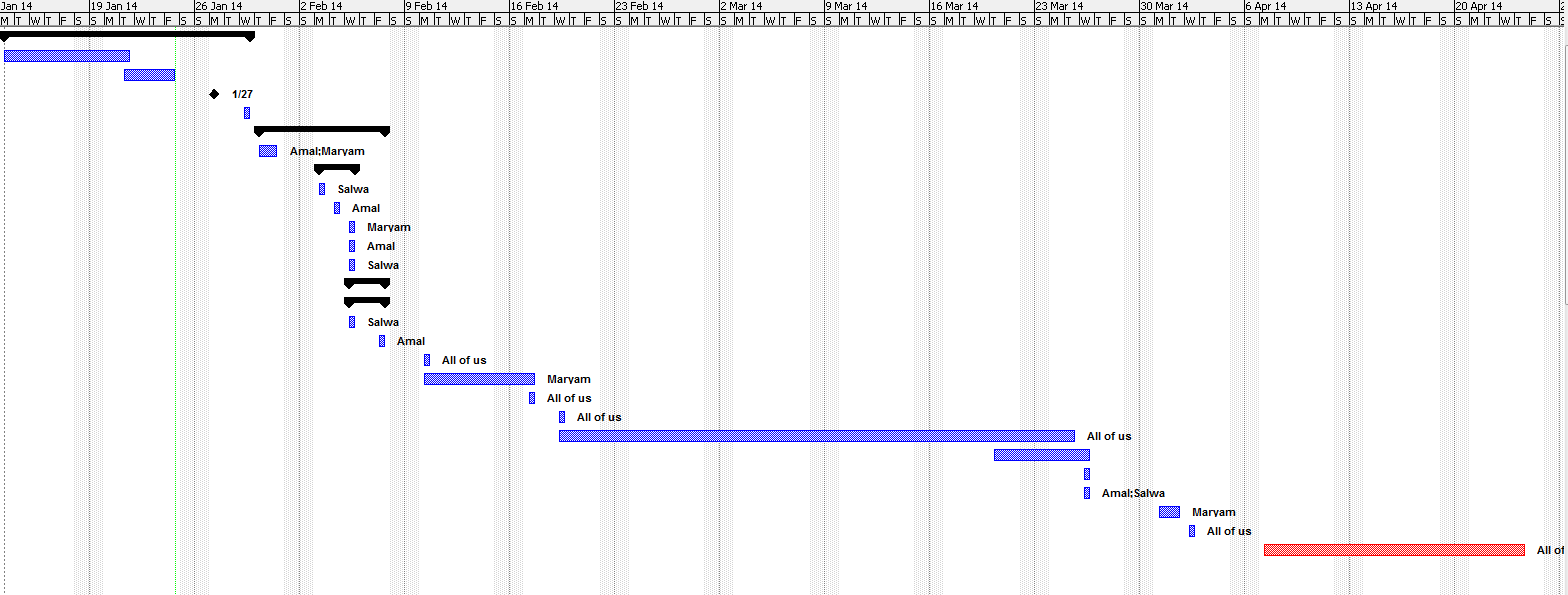 Jan 14 19 Jan 14 26 Jan 14 2 Feb 14 9 Feb 14 16 Feb 14 23 Feb 14 2 Mar 14 9 Mar 14 16 Mar 14 23 Mar 14 30 Mar 14 6 Apr 14 13 Apr 14 20 Apr 14
M T W T F S S M T W T F S S M T W T F S S M T W T F S S M T W T F S S M T W T F S S M T W T F S S M T W T F S S M T W T F S S M T W T F S S M T W T F S S M T W T F S S M T W T F S S M T W T F S S M T W T F S
1/27
Amal;Maryam
Salwa
Amal
Maryam
Amal
Salwa
Salwa
Amal
All of us
Maryam
All of us
All of us
All of us
Amal;Salwa
Maryam
All of us
All of